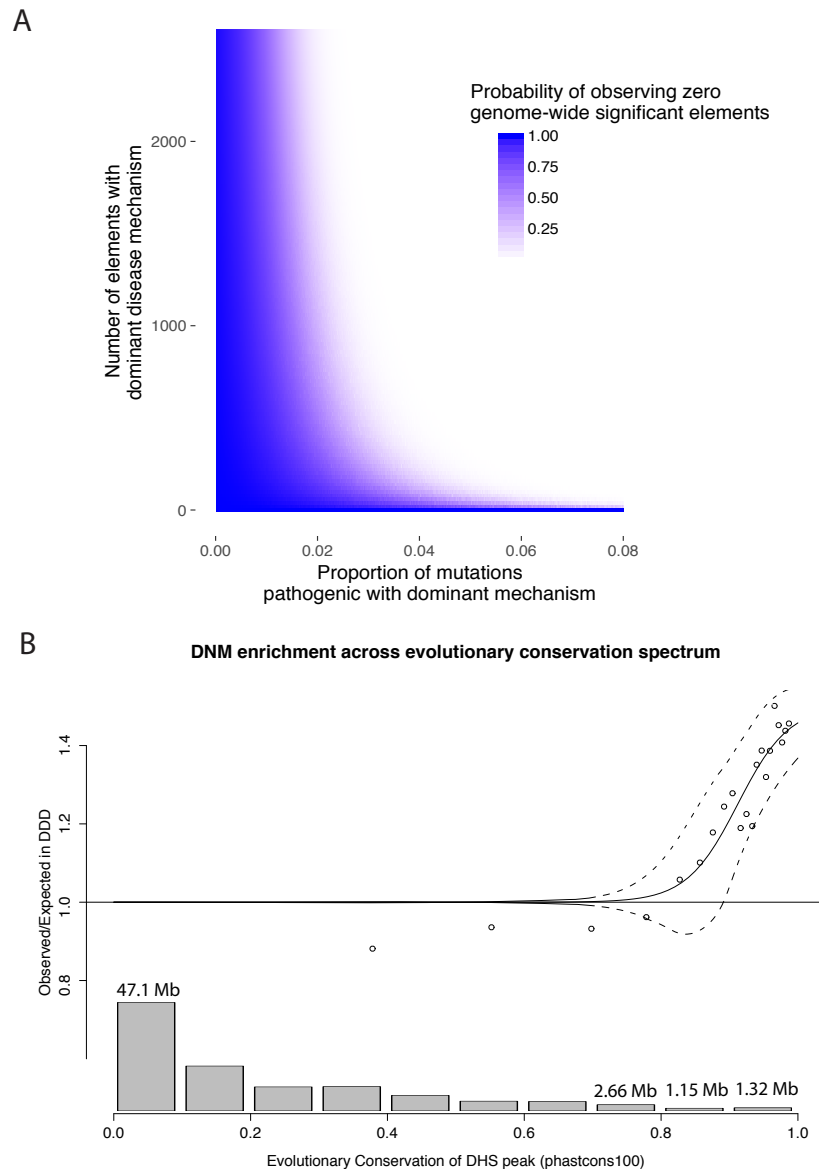 A
Probability of observing zero
genome-wide significant elements
1.00
0.75
0.50
0.25
Number of elements with
dominant disease mechanism
2000
1000
0
0.00 0.02 0.04 0.06 0.08
Proportion of mutations
pathogenic with dominant mechanism
B
DNM enrichment across evolutionary conservation spectrum
Observed/Expected in DDD
1.4
1.2
1.0
0.8
47.1 Mb
2.66 Mb 1.15 Mb 1.32 Mb
0.0 0.2 0.4 0.6 0.8 1.0
Evolutionary Conservation of DHS peak (phastcons100)